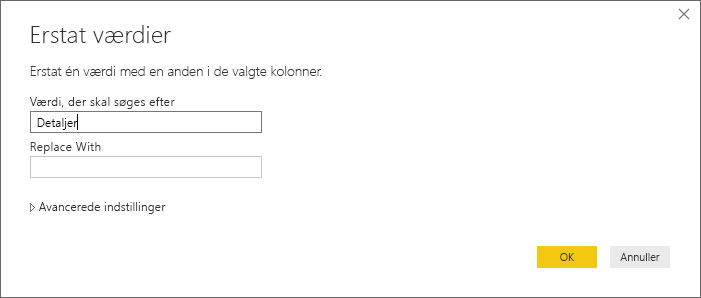 Erstat værdier
Erstat én værdi med en anden i de valgte kolonner.
Værdi, der skal søges efter
Detaljer
Replace With
Avancerede indstillinger
OK
Annuller